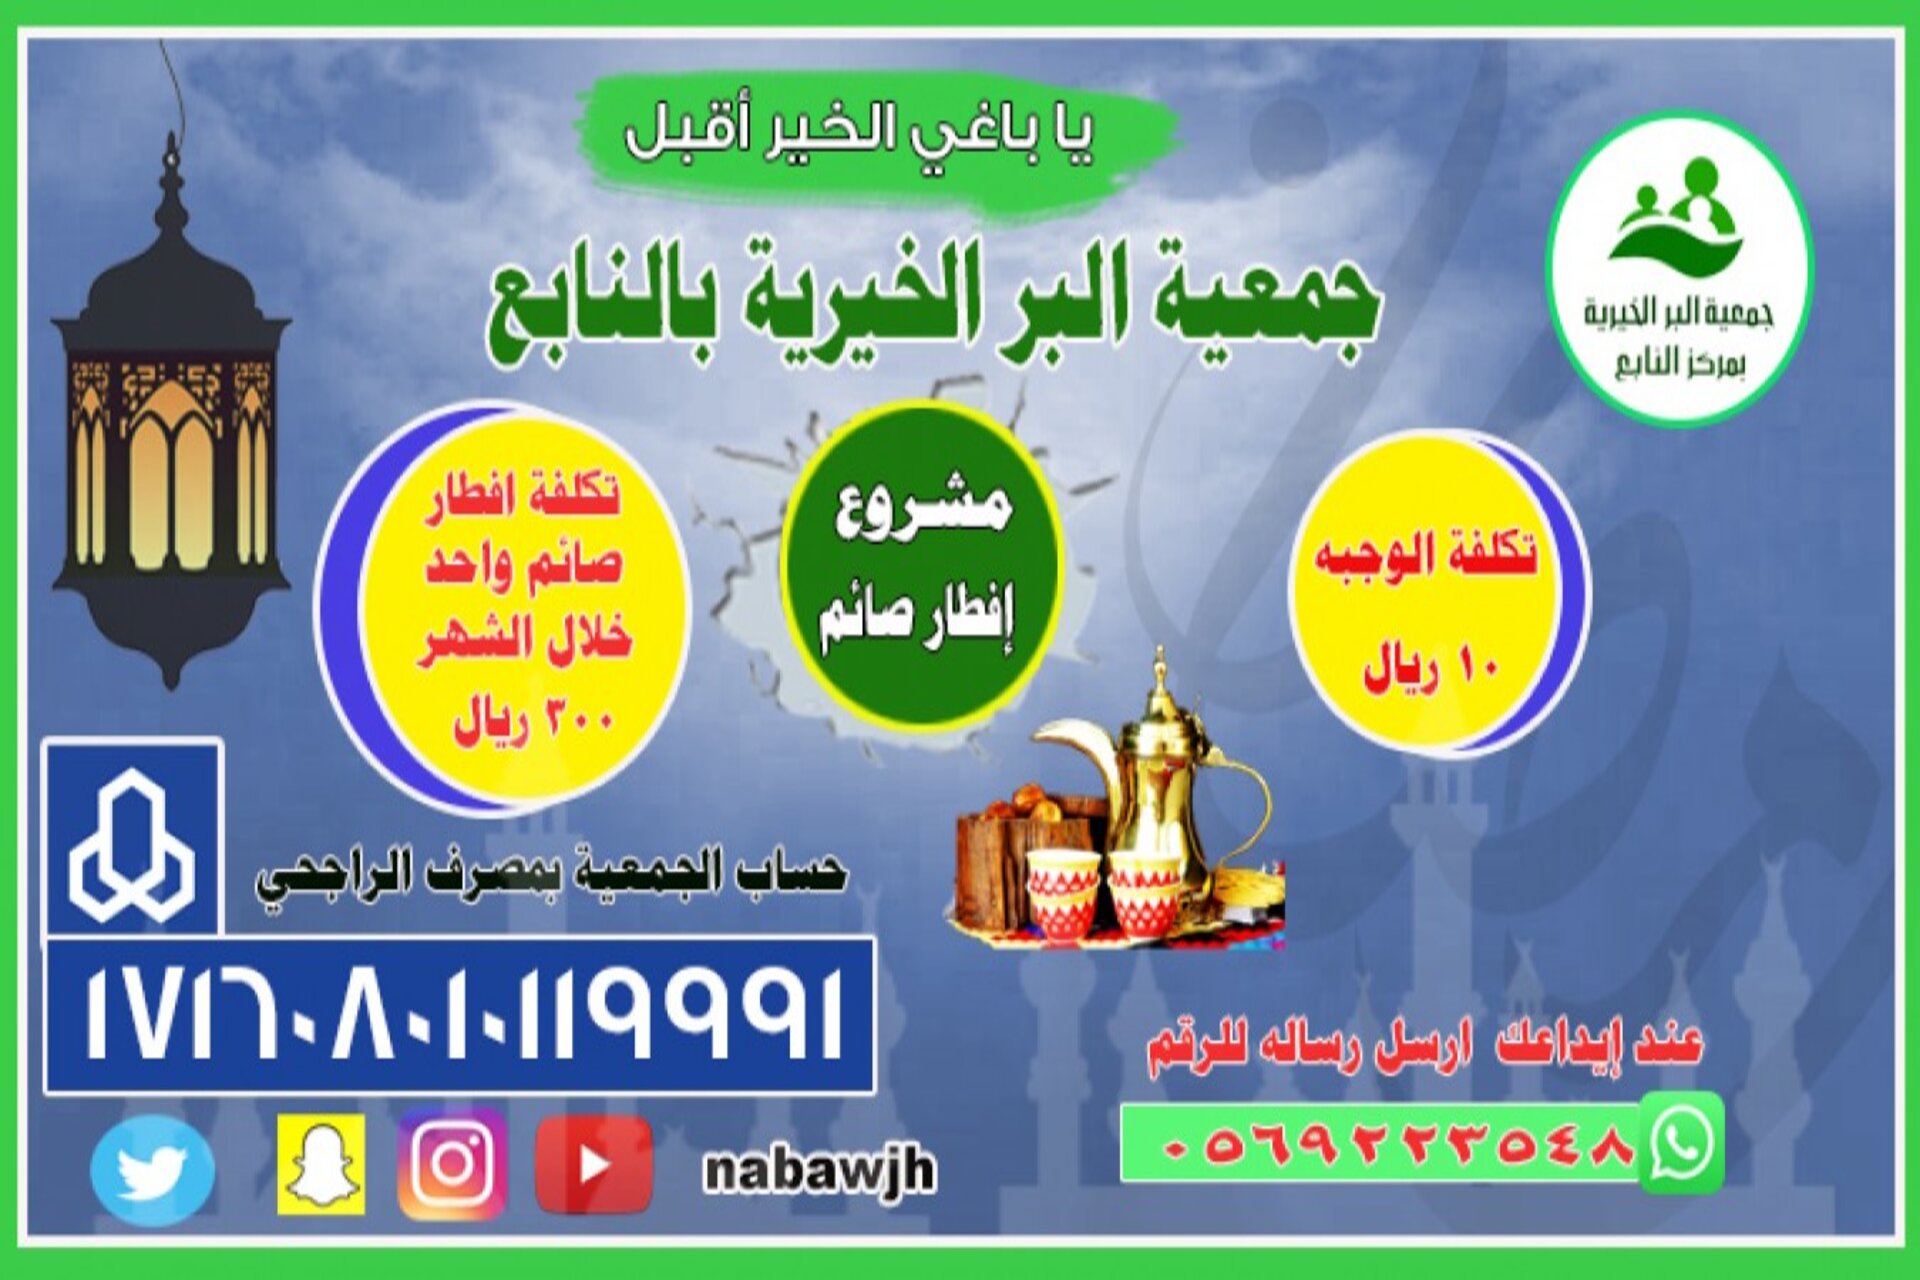 يا باغي الخير أقبل
جمعية البر الخيرية بالنابع
جمعية البر الخيرية
بمركز النابع
تكلفة الوجبه
١٠ ريال
مشروع
إفطار صائم
تكلفة افطار
صائم واحد
خلال الشهر
٣٠٠ ريال
حساب الجمعية بمصرف الراجحي
١٧١٦٠٨٠١٠١١٩٩٩١
عند إيداعك ارسل رساله للرقم
٠٥٦٩٢٢٣٥٤٨
nabawjh